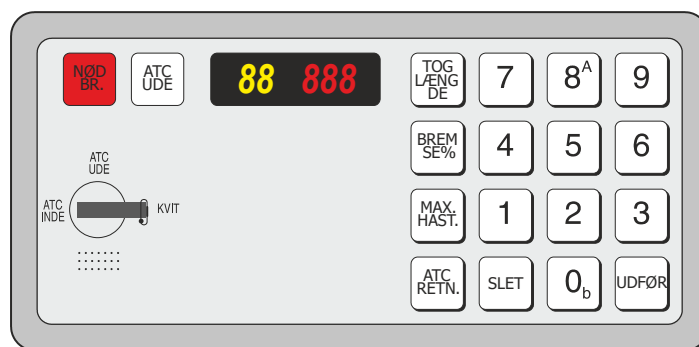 NØD
BR.
ATC
UDE
88 888
TOG
LÆNG
DE
7
8A
9
BREM
SE%
4
5
6
ATC
UDE
ATC
INDE
KVIT
MAX.
HAST.
1
2
3
ATC
RETN.
SLET
0b
UDFØR